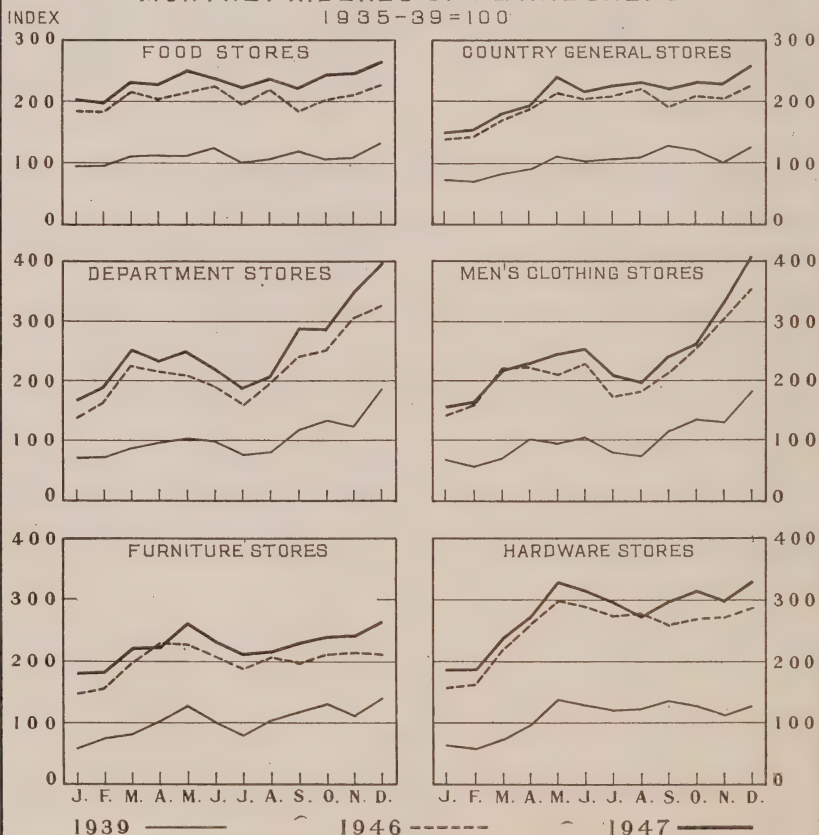 INDEX
1935-39=100
300 FOOD STORES COUNTRY GENERAL STORES 300
200 200
100 100
0 0
400 DEPARTMENT STORES MEN'S CLOTHING STORES 400
300 300
200 200
100 100
0 0
400 FURNITURE STORES HARDWARE STORES 400
300 300
200 200
100 100
0 0
J. F. M. A. M. J. J. A. S. O. N. D. J. F. M. A. M. J. J. A. S. O. N. D.
1939 1946 1947